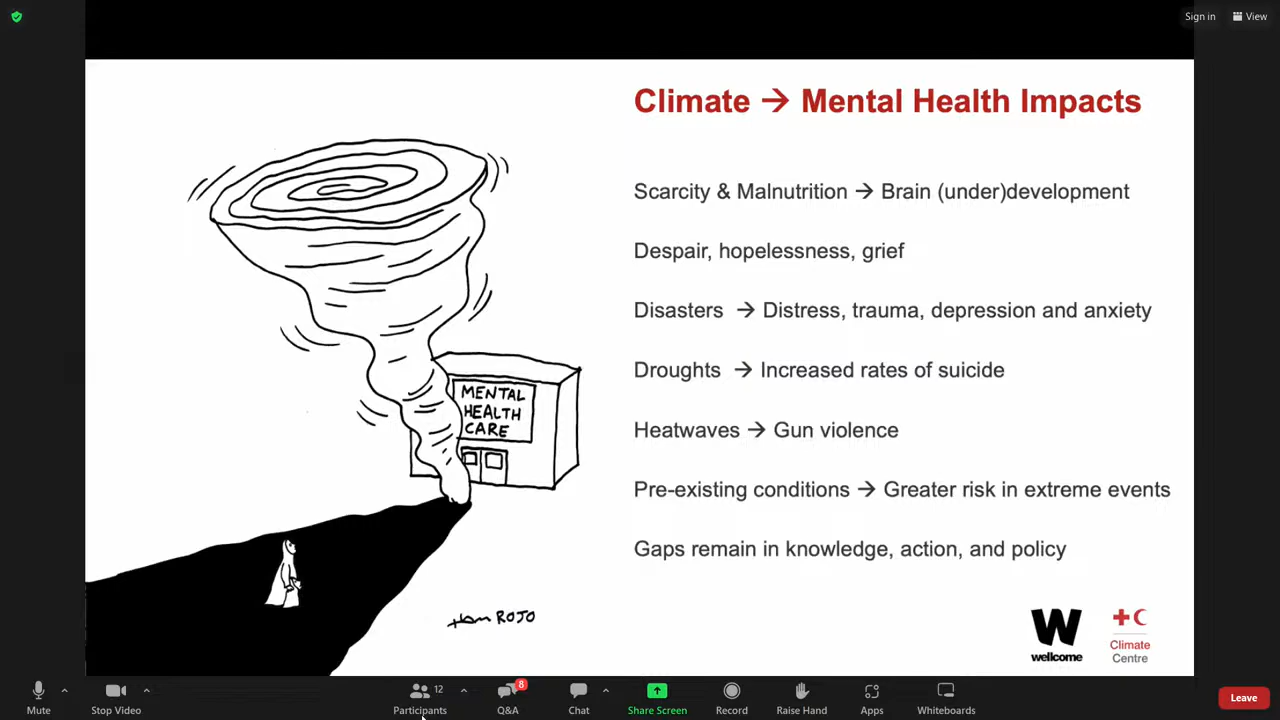 Sign in
View
Climate → Mental Health Impacts
Scarcity & Malnutrition → Brain (under)development
Despair, hopelessness, grief
Disasters → Distress, trauma, depression and anxiety
Droughts → Increased rates of suicide
Heatwaves → Gun violence
Pre-existing conditions → Greater risk in extreme events
Gaps remain in knowledge, action, and policy
MENTAL
HEALTH
CARE
ROJO
W
wellcome
Climate
Centre
12
8
Mute
Stop Video
Participants
Q&A
Chat
Share Screen
Record
Raise Hand
Apps
Whiteboards
Leave